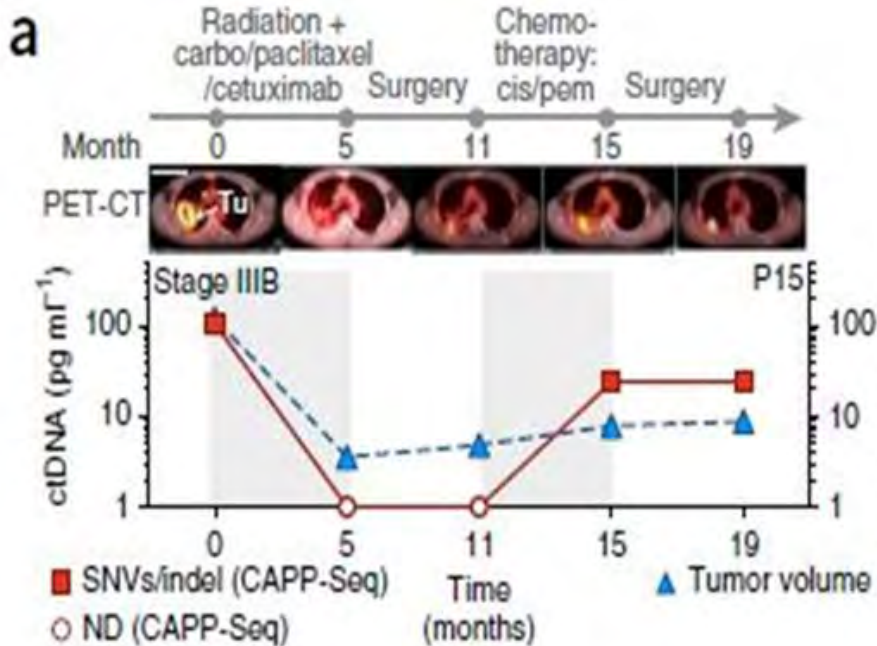 a
Radiation +
carbo/paclitaxel
/cetuximab
Surgery
Chemo-
therapy:
cis/pem
Surgery
Month 0 5 11 15 19
PET-CT
Tu
Stage IIIB
P15
ctDNA (pg ml⁻¹)
100
10
1
100
10
1
0 5 11 15 19
Time
(months)
SNVs/indel (CAPP-Seq)
ND (CAPP-Seq)
Tumor volume